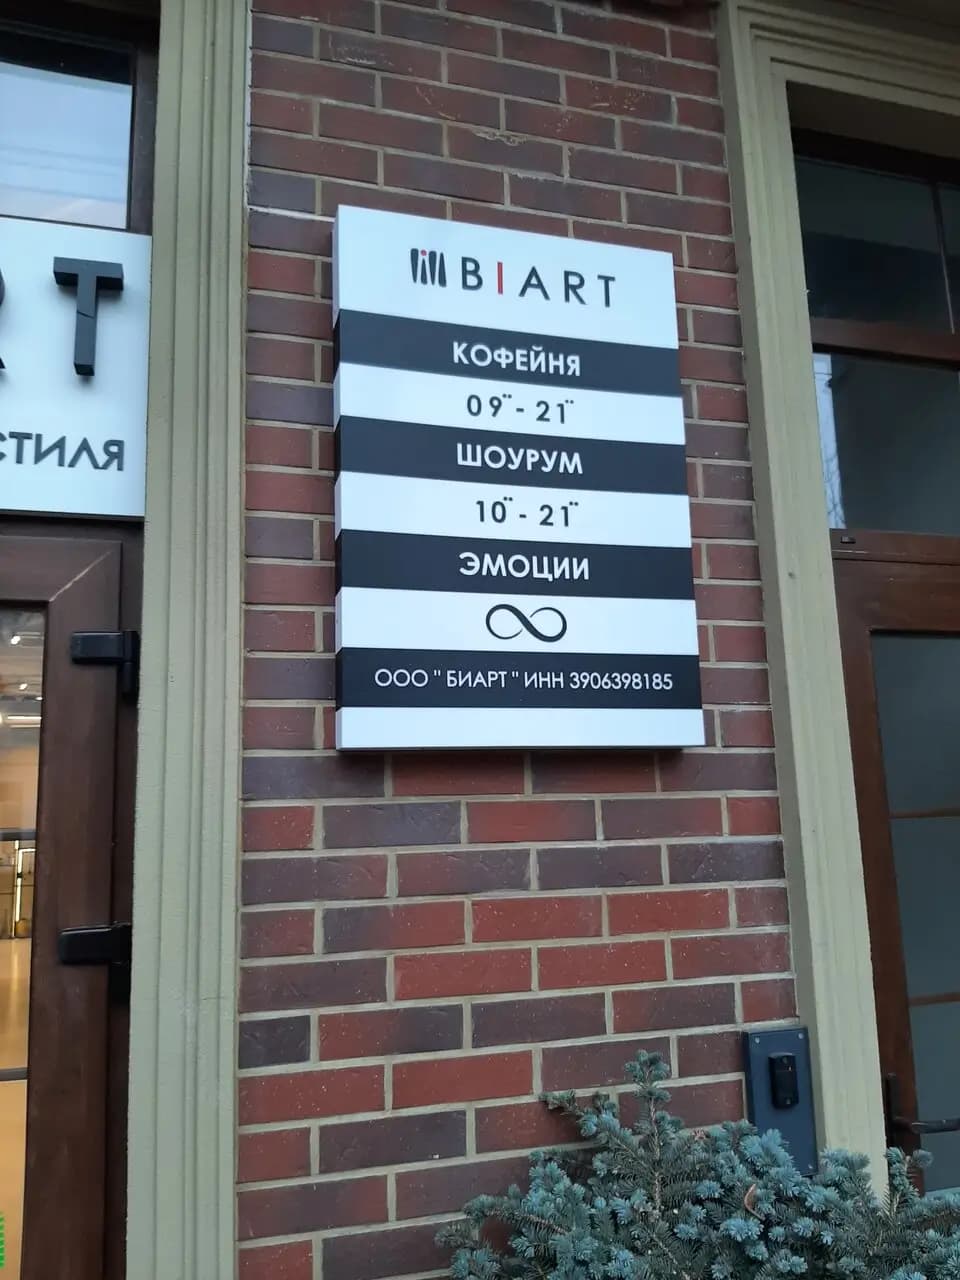 RT
СТИЛЯ
BIART
КОФЕЙНЯ
09⁰⁰ - 21⁰⁰
ШОУРУМ
10⁰⁰ - 21⁰⁰
ЭМОЦИИ
∞
ООО " БИАРТ " ИНН 3906398185